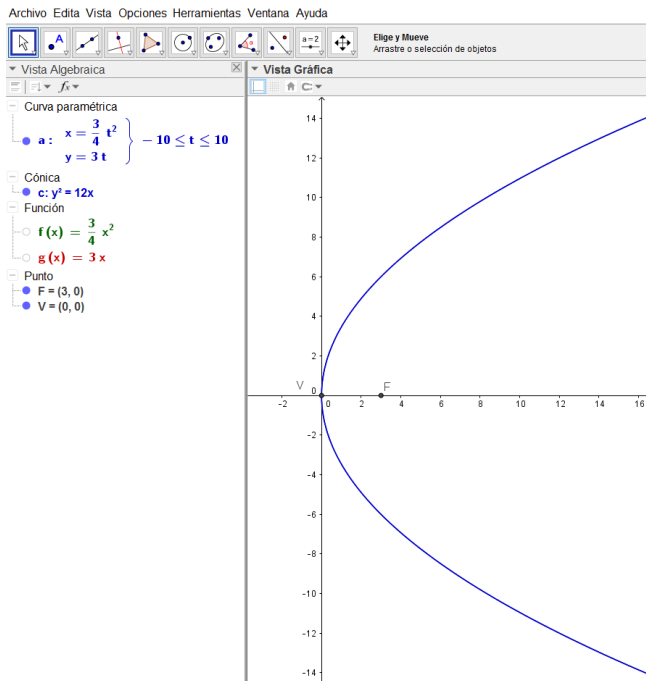 Archivo Edita Vista Opciones Herramientas Ventana Ayuda
A
α
a = 2
Elige y Mueve
Arrastre o selección de objetos
Vista Algebraica
Vista Gráfica
fx
Curva paramétrica
a : x = 3/4 t² } − 10 ≤ t ≤ 10
y = 3 t
Cónica
c: y² = 12x
Función
f (x) = 3/4 x²
g (x) = 3 x
Punto
F = (3, 0)
V = (0, 0)
14
12
10
8
6
4
2
0
V F
-2 0 2 4 6 8 10 12 14 16
-2
-4
-6
-8
-10
-12
-14